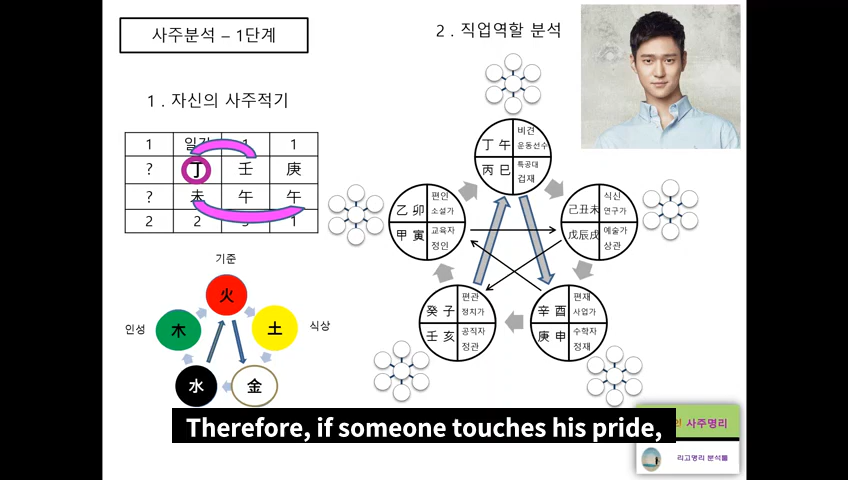 사주분석 – 1단계
2 . 직업역할 분석
1 . 자신의 사주적기
1 일간 1 1
? 丁 壬 庚
? 未 午 午
2 2 1
기준
火
인성 木 土 식상
水 金
丁 午 비견
운동선수
丙 巳 특공대
겁재
乙 卯 편인
소설가
甲 寅 교육자
정인
己丑未 식신
연구가
戊辰戌 예술가
상관
癸 子 편관
정치가
壬 亥 공직자
정관
辛 酉 편재
사업가
庚 申 수학자
정재
Therefore, if someone touches his pride,
사주명리
리고명리 분석틀